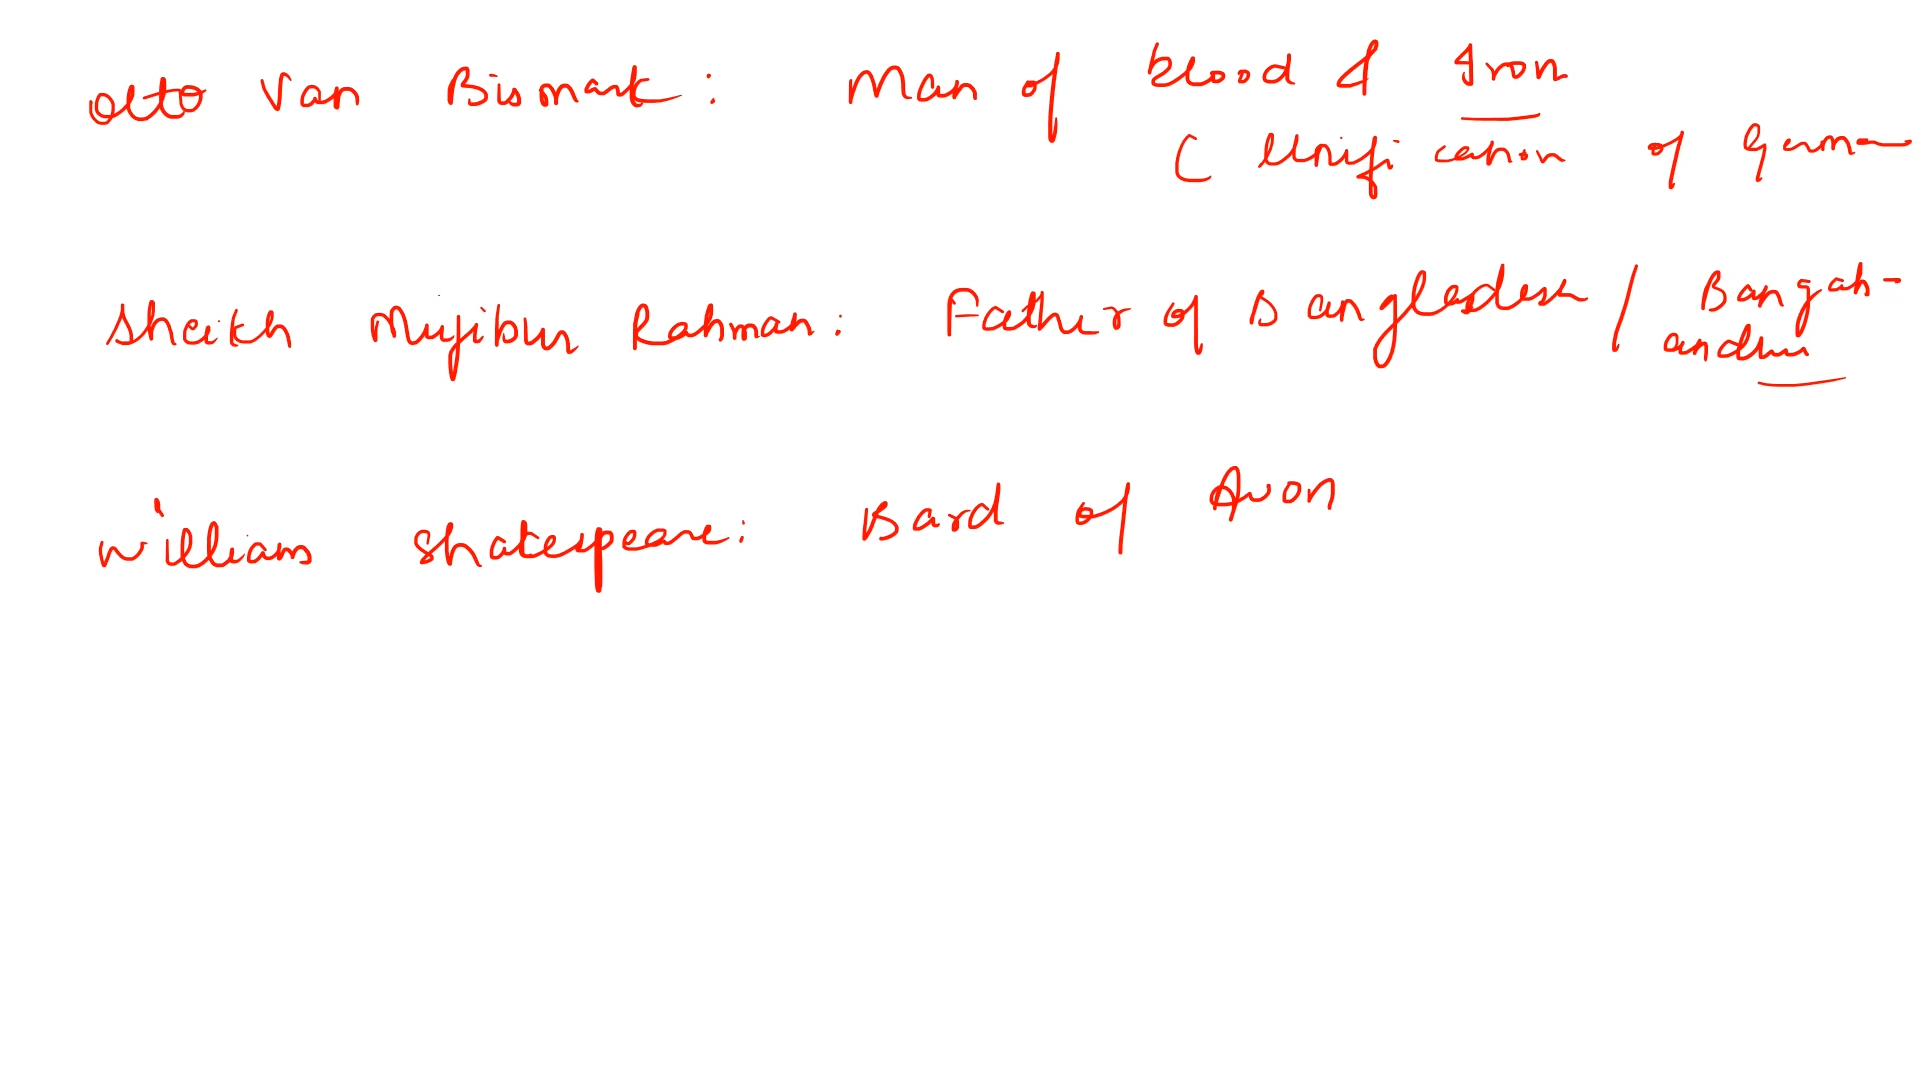 Otto Van Bismark: Man of blood & Iron
( Unification of German
Sheikh Mujibur Rahman: Father of Bangladesh / Bangab-
andhu
William Shakespeare: Bard of Avon